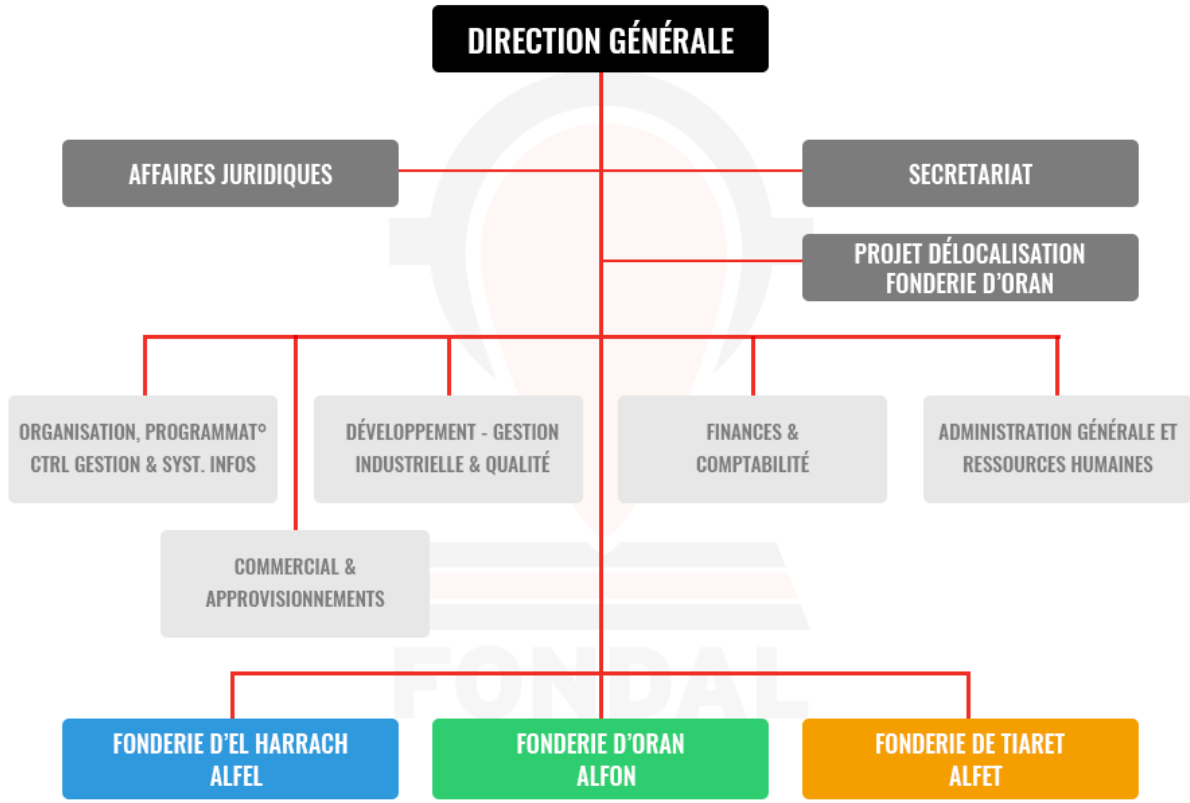 DIRECTION GÉNÉRALE
AFFAIRES JURIDIQUES
SECRETARIAT
PROJET DÉLOCALISATION
FONDERIE D’ORAN
ORGANISATION, PROGRAMMAT°
CTRL GESTION & SYST. INFOS
DÉVELOPPEMENT - GESTION
INDUSTRIELLE & QUALITÉ
FINANCES &
COMPTABILITÉ
ADMINISTRATION GÉNÉRALE ET
RESSOURCES HUMAINES
COMMERCIAL &
APPROVISIONNEMENTS
FONDAL
FONDERIE D’EL HARRACH
ALFEL
FONDERIE D’ORAN
ALFON
FONDERIE DE TIARET
ALFET